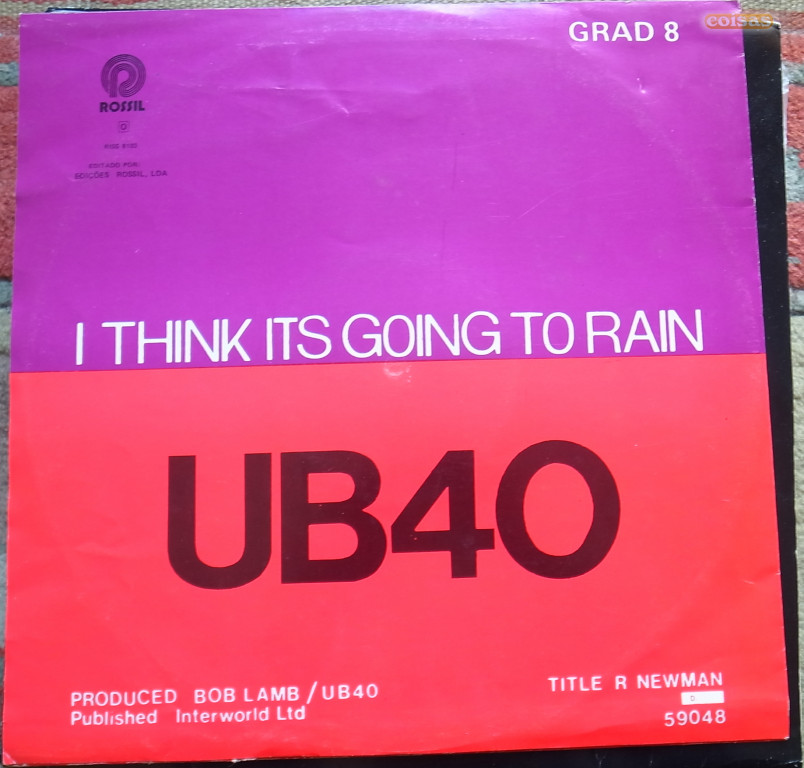 GRAD 8
coisas
ROSSIL
EDITADO POR:
EDIÇÕES ROSSIL, LDA.
I THINK ITS GOING TO RAIN
UB40
PRODUCED BOB LAMB / UB40
Published Interworld Ltd
TITLE R NEWMAN
59048